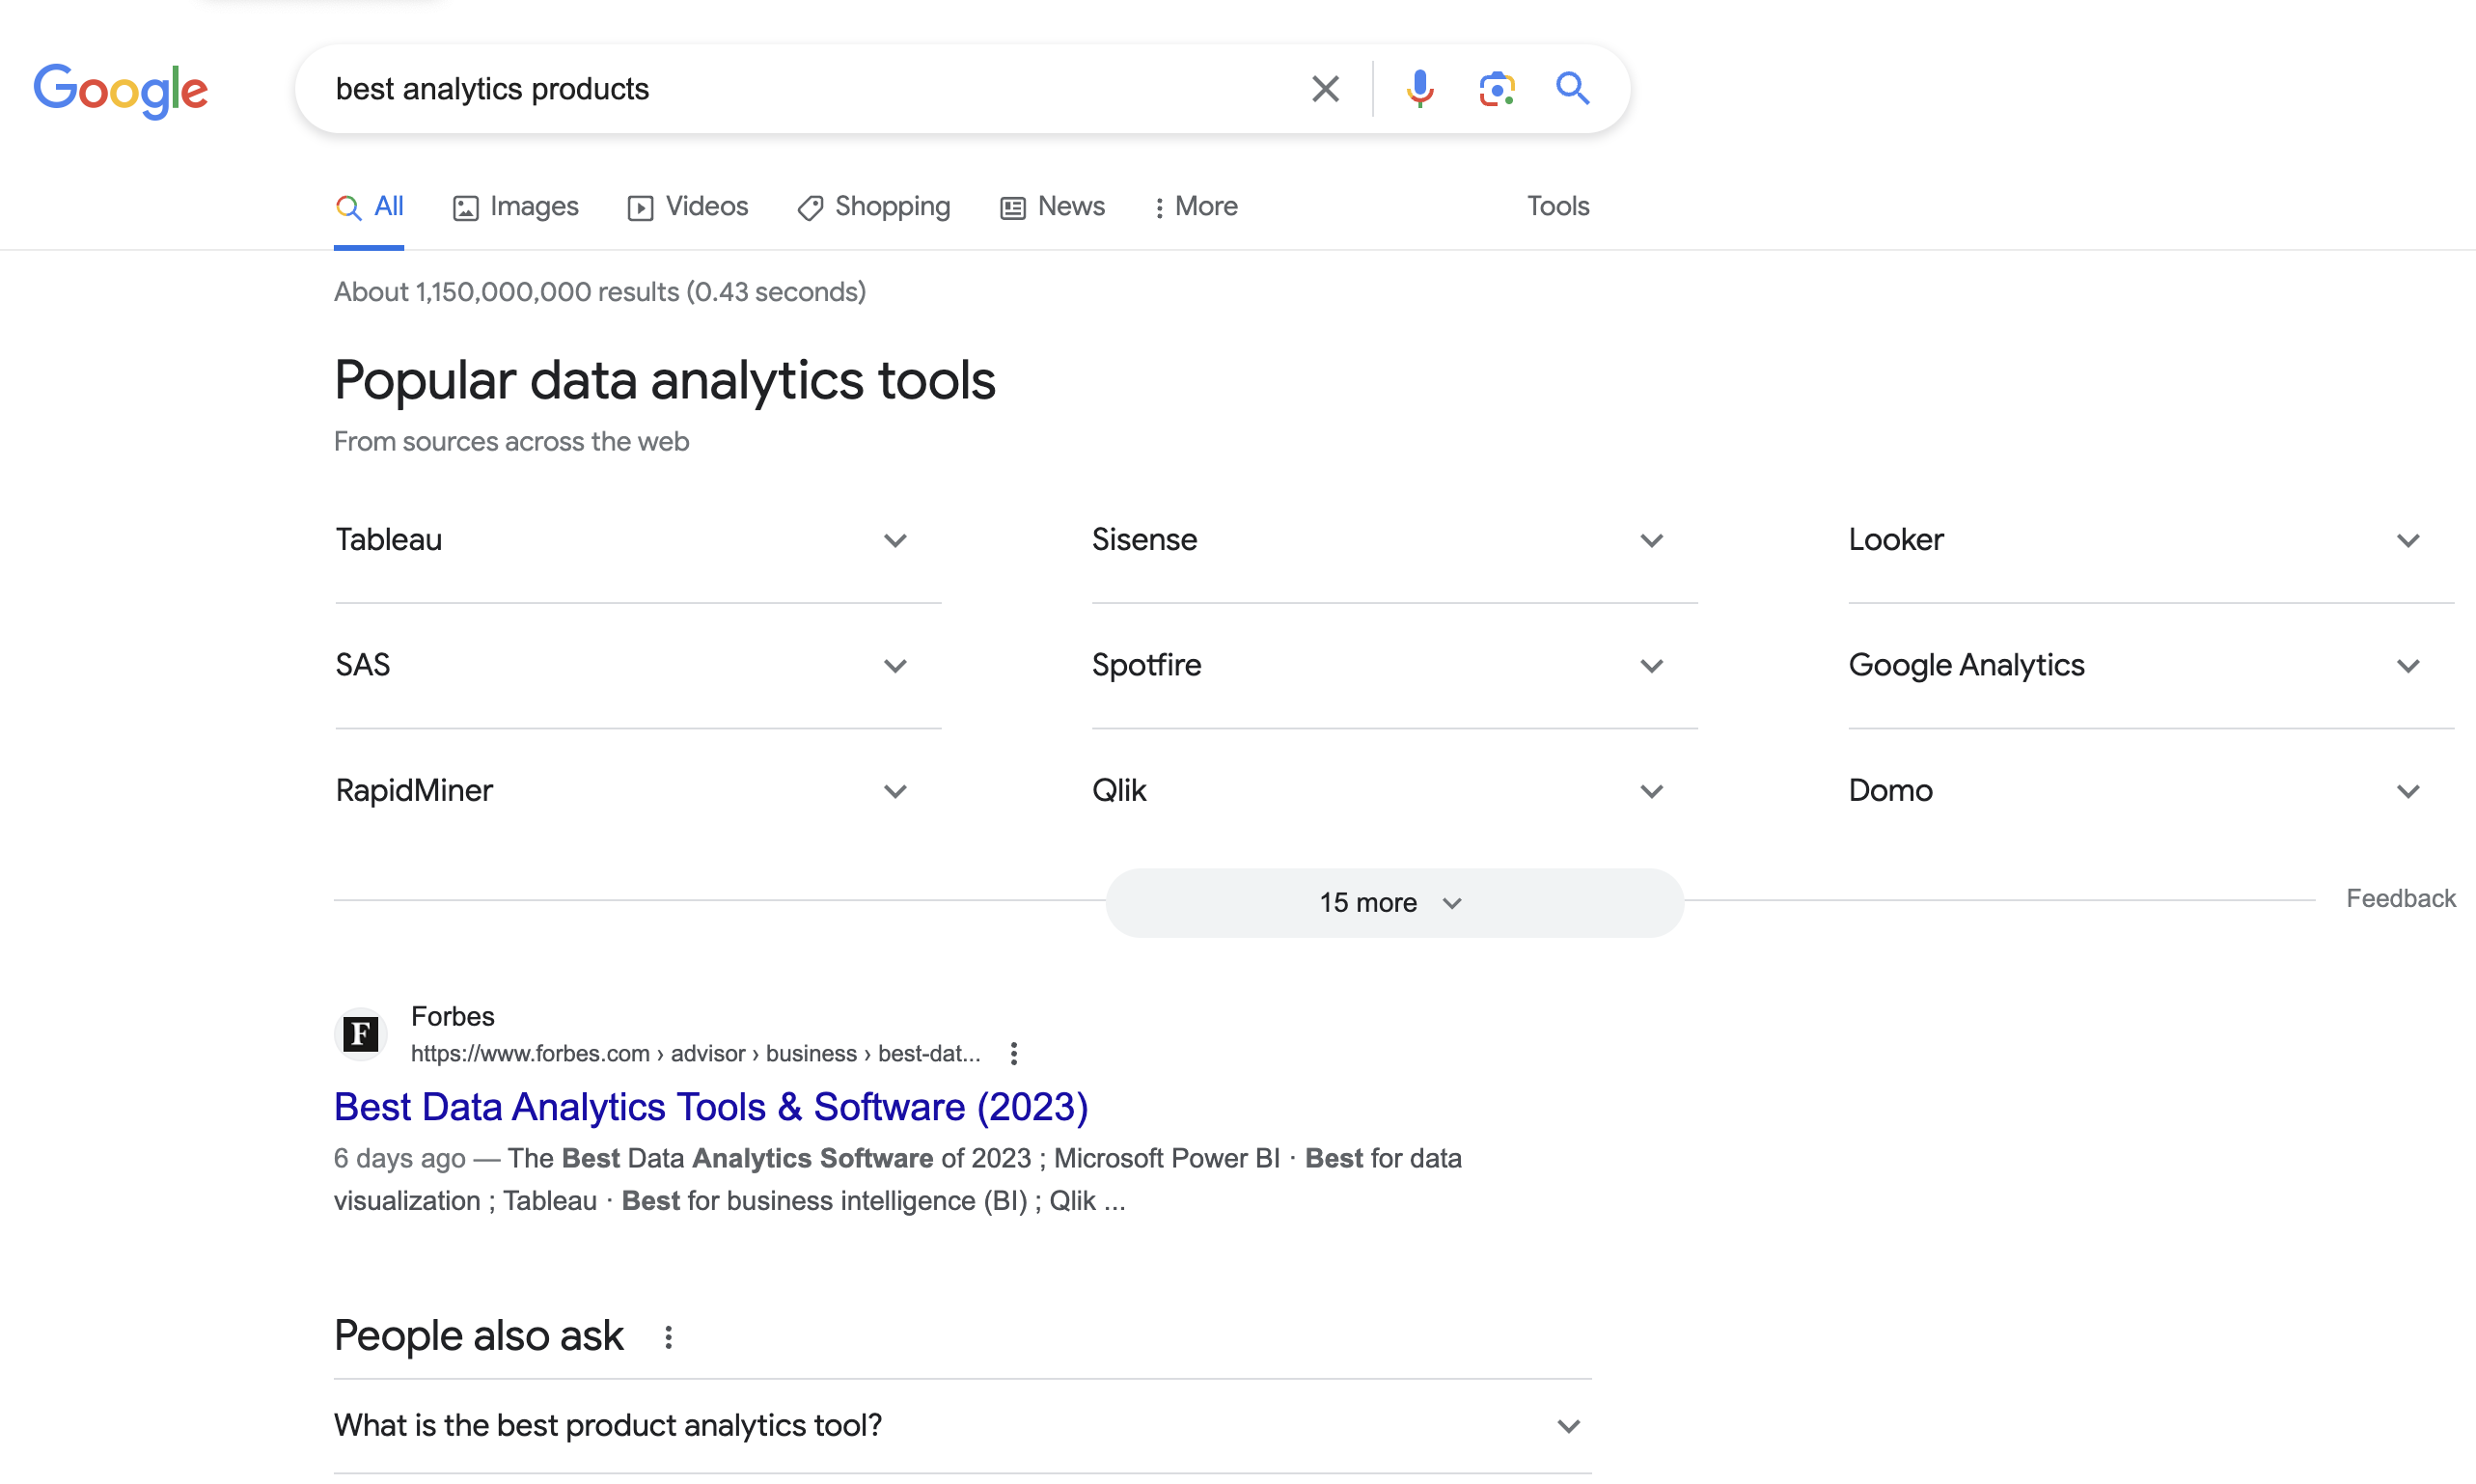 Google
best analytics products
All
Images
Videos
Shopping
News
More
Tools
About 1,150,000,000 results (0.43 seconds)
Popular data analytics tools
From sources across the web
Tableau
Sisense
Looker
SAS
Spotfire
Google Analytics
RapidMiner
Qlik
Domo
15 more
Feedback
F
Forbes
https://www.forbes.com › advisor › business › best-dat...
Best Data Analytics Tools & Software (2023)
6 days ago — The Best Data Analytics Software of 2023 ; Microsoft Power BI · Best for data
visualization ; Tableau · Best for business intelligence (BI) ; Qlik ...
People also ask
What is the best product analytics tool?